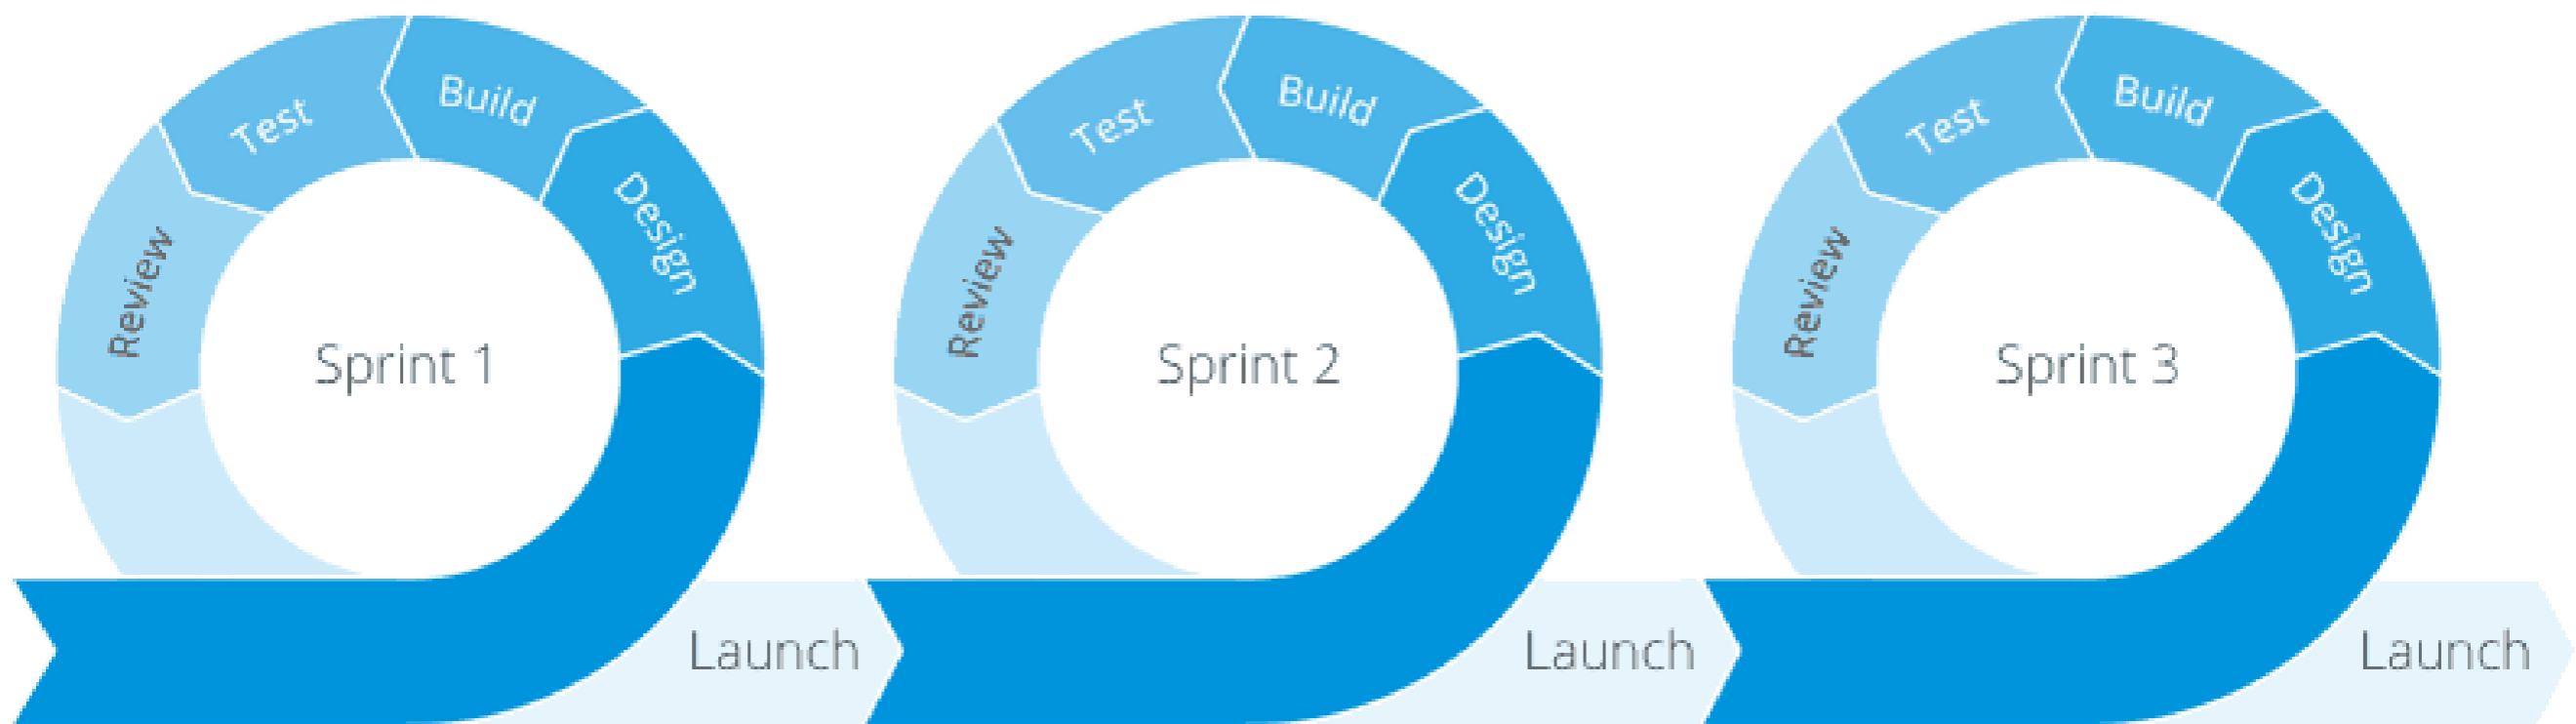 Test
Build
Design
Review
Sprint 1
Launch
Test
Build
Design
Review
Sprint 2
Launch
Test
Build
Design
Review
Sprint 3
Launch